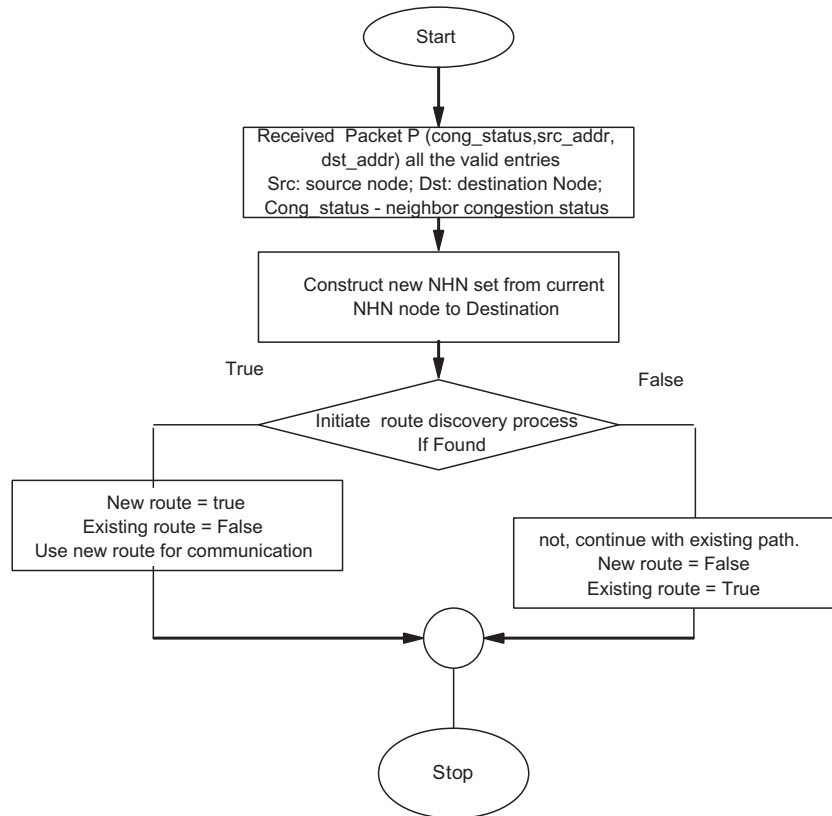 Start
Received Packet P (cong_status,src_addr,
dst_addr) all the valid entries
Src: source node; Dst: destination Node;
Cong_status - neighbor congestion status
Construct new NHN set from current
NHN node to Destination
True
False
Initiate route discovery process
If Found
New route = true
Existing route = False
Use new route for communication
not, continue with existing path.
New route = False
Existing route = True
Stop